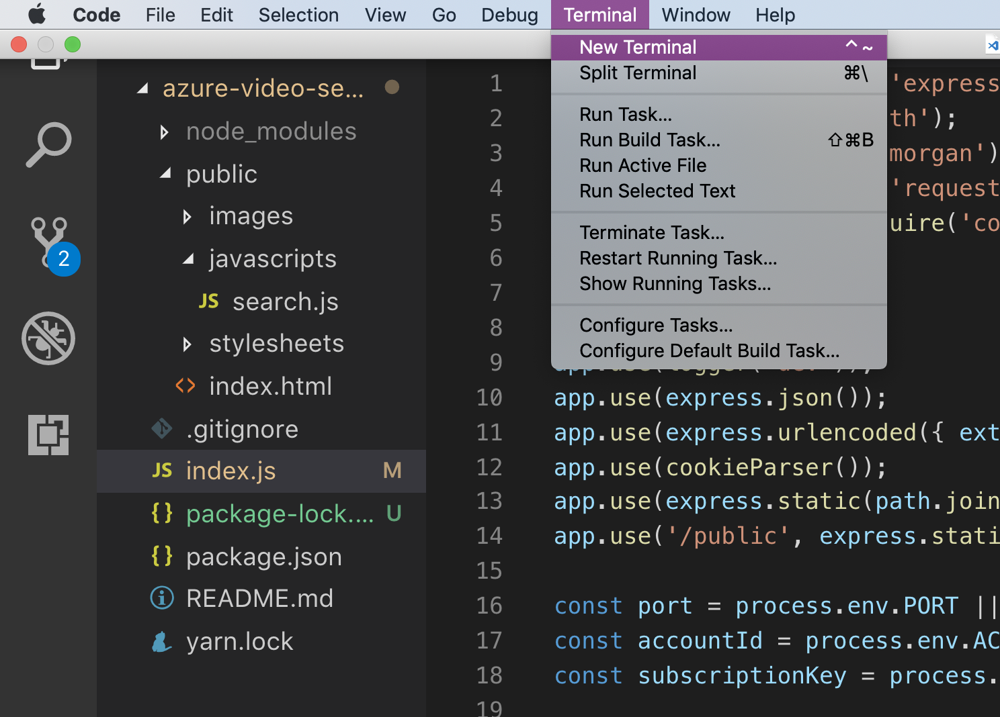 Code File Edit Selection View Go Debug Terminal Window Help
New Terminal ^~
Split Terminal ⌘\
Run Task...
Run Build Task... ⇧⌘B
Run Active File
Run Selected Text
Terminate Task...
Restart Running Task...
Show Running Tasks...
Configure Tasks...
Configure Default Build Task...
2
azure-video-se...
node_modules
public
images
javascripts
JS search.js
stylesheets
<> index.html
.gitignore
JS index.js M
{} package-lock.... U
{} package.json
README.md
yarn.lock
1 'express
2 th');
3 morgan')
4 'request
5 uire('co
6
7
8
9
10 app.use(express.json());
11 app.use(express.urlencoded({ ext
12 app.use(cookieParser());
13 app.use(express.static(path.join
14 app.use('/public', express.stati
15
16 const port = process.env.PORT ||
17 const accountId = process.env.AC
18 const subscriptionKey = process.
19